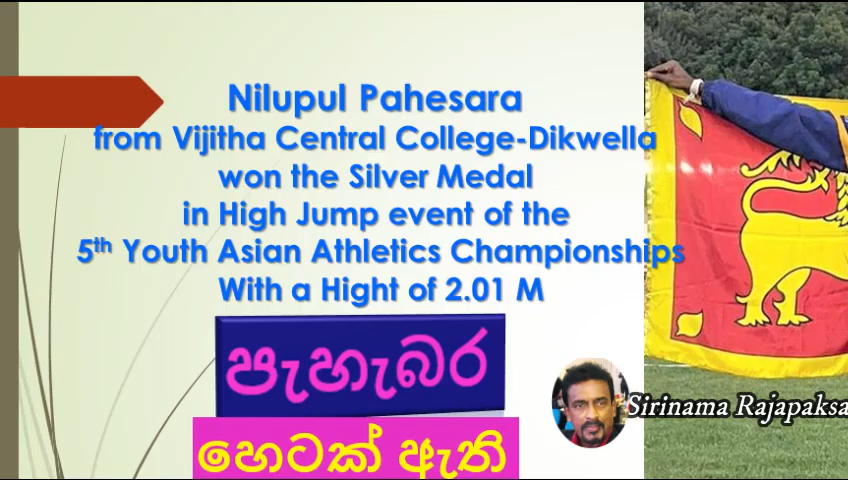 Nilupul Pahesara
from Vijitha Central College-Dikwella
won the Silver Medal
in High Jump event of the
5th Youth Asian Athletics Championships
With a Hight of 2.01 M
පැහැබර
හෙටක් ඇති
Sirinama Rajapaksa